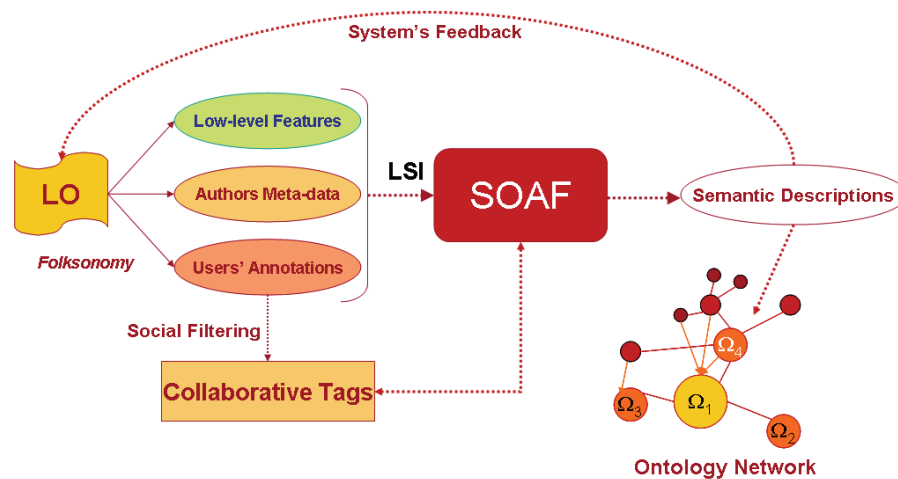 System's Feedback
Low-level Features
LSI
LO
Authors Meta-data
SOAF
Semantic Descriptions
Folksonomy
Users' Annotations
Social Filtering
Collaborative Tags
Ω4
Ω3
Ω1
Ω2
Ontology Network